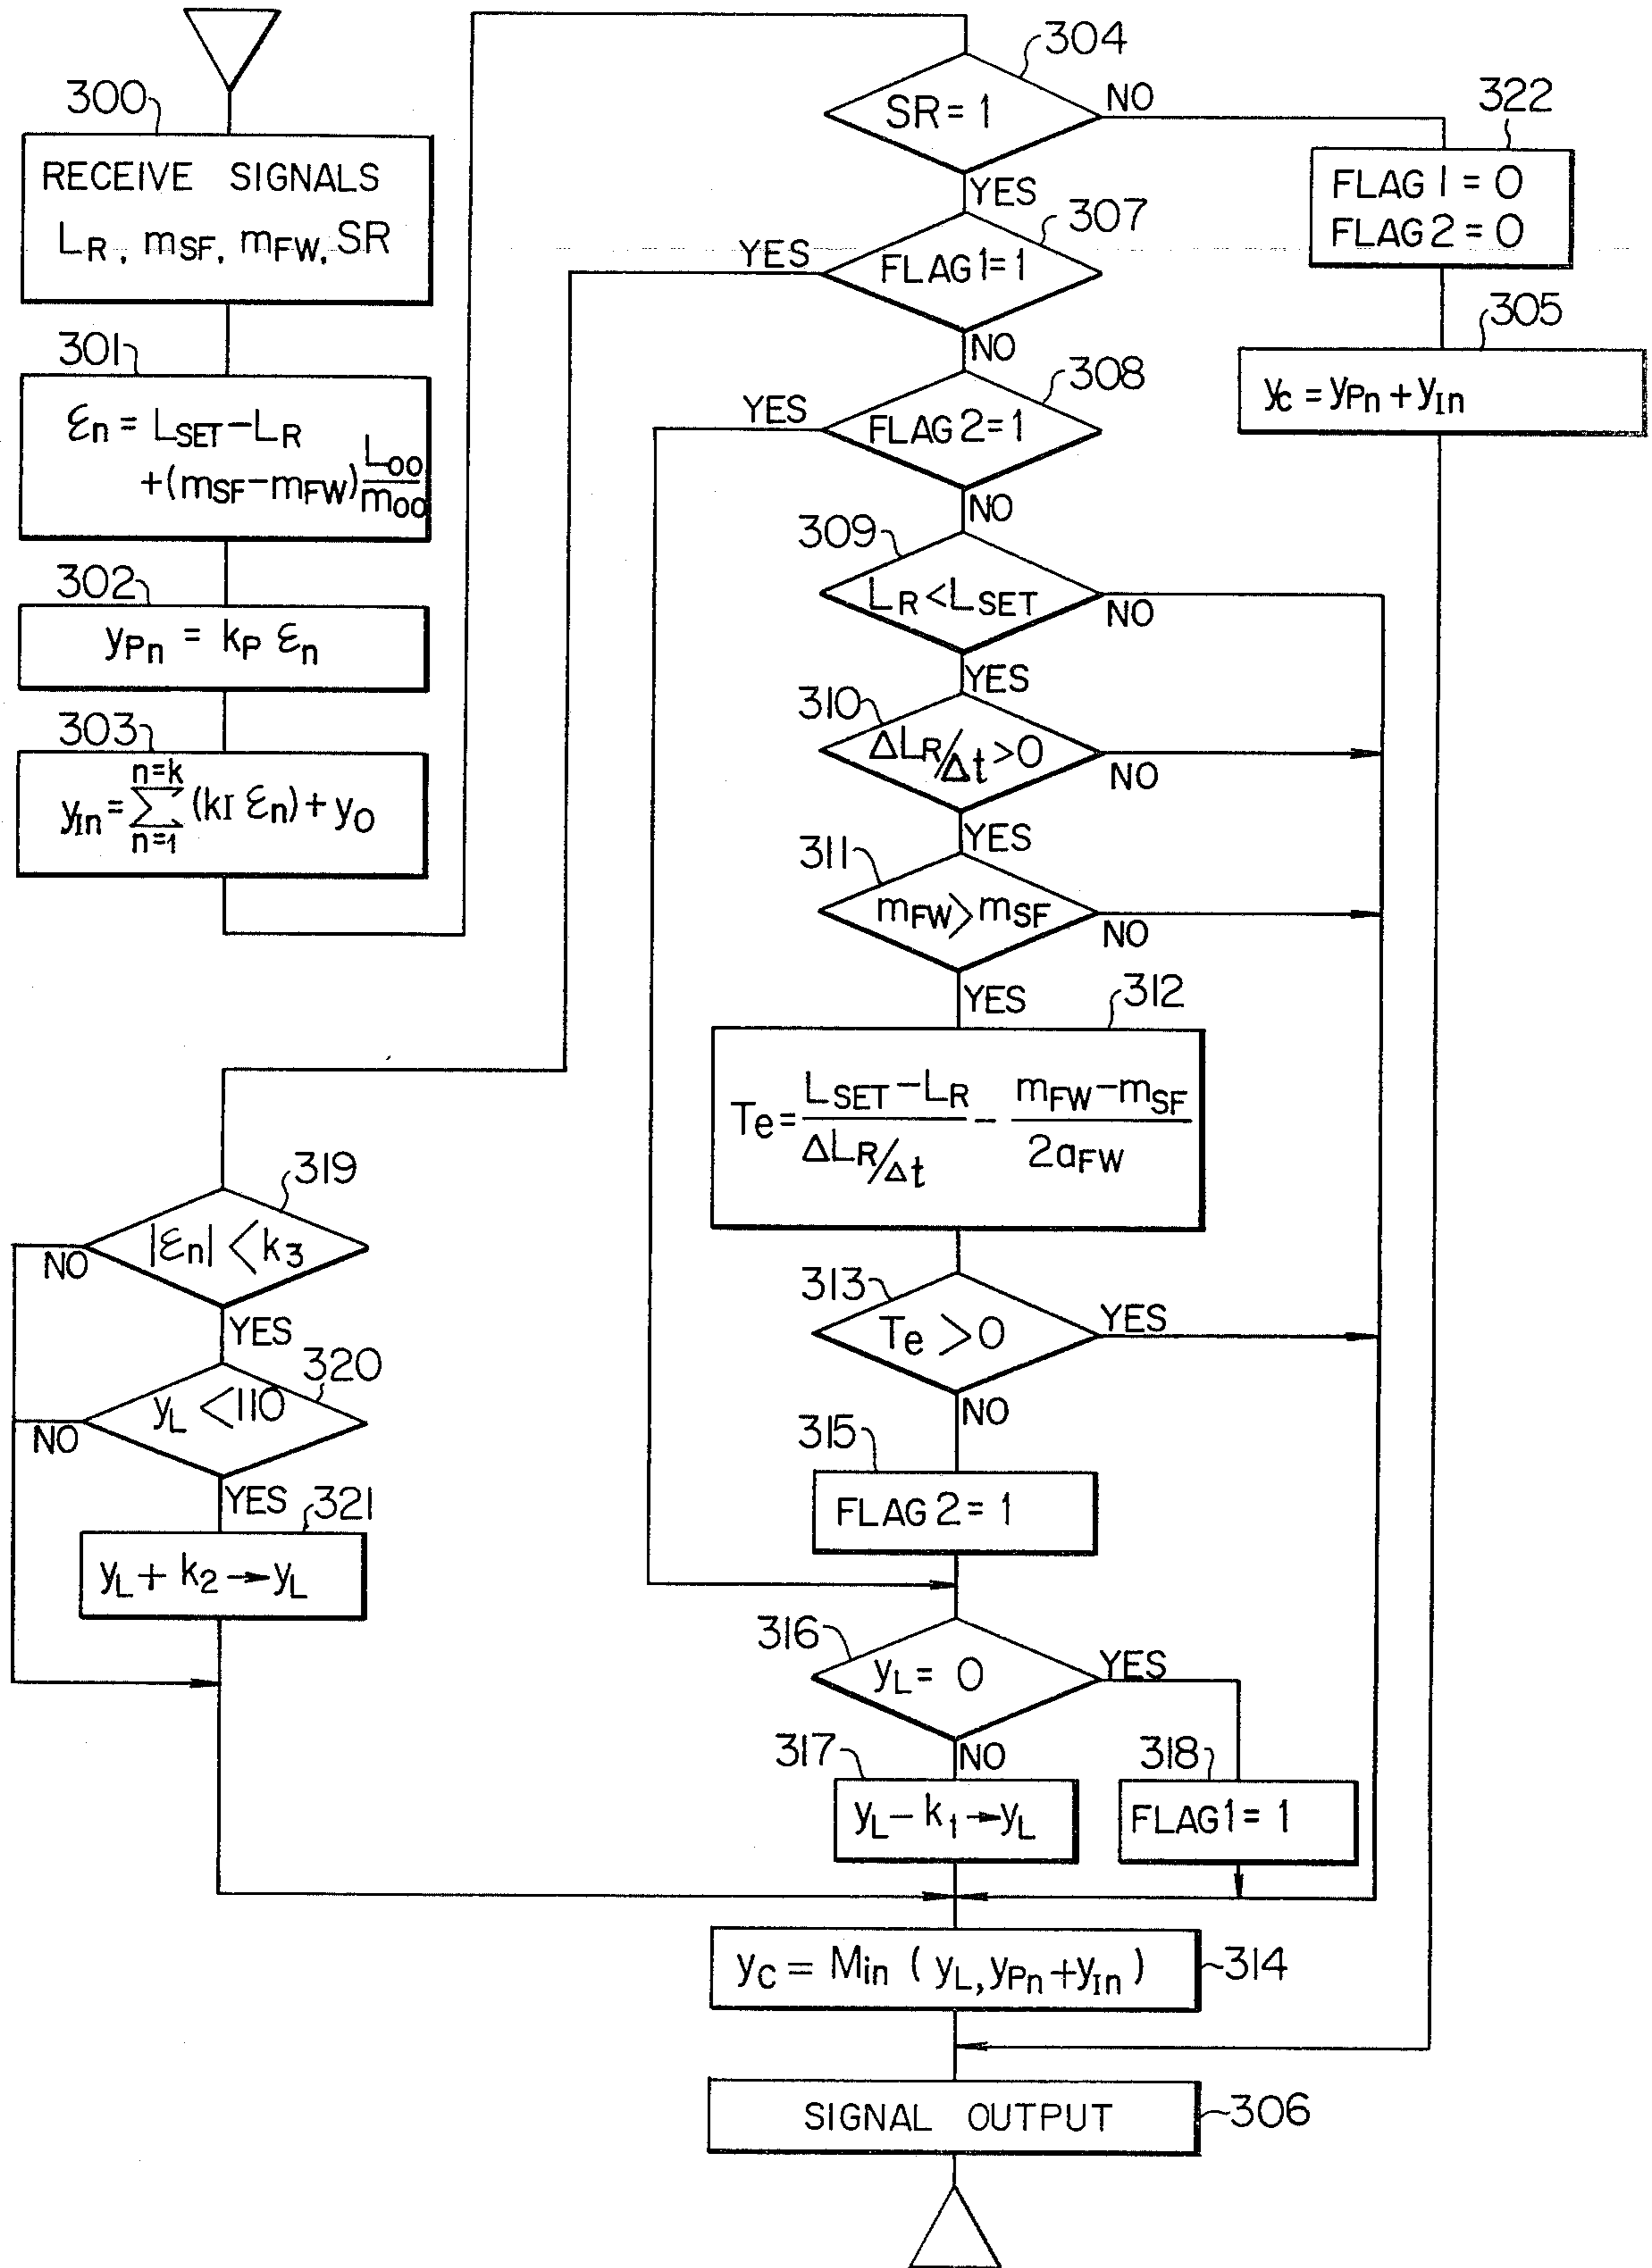 300
RECEIVE SIGNALS
LR, mSF, mFW, SR
301
εn = LSET−LR
+(mSF−mFW) L00/m00
302
yPn = kP εn
303
n=k
yIn = ∑ (kI εn) + yO
n=1
304
SR = 1
NO
YES
322
FLAG 1 = 0
FLAG 2 = 0
305
yc = yPn + yIn
307
YES
FLAG1=1
NO
308
YES
FLAG 2=1
NO
309
LR < LSET
NO
YES
310
ΔLR/Δt >0
NO
YES
311
mFW > mSF
NO
YES
312
Te = (LSET − LR)/(ΔLR/Δt) − (mFW − mSF)/(2aFW)
313
Te > 0
YES
NO
315
FLAG 2 = 1
316
yL = 0
YES
NO
317
yL − k1 → yL
318
FLAG1 = 1
319
|εn| < k3
NO
YES
320
yL < 110
NO
YES
321
yL + k2 → yL
yC = Min ( yL, yPn + yIn )
314
SIGNAL OUTPUT
306